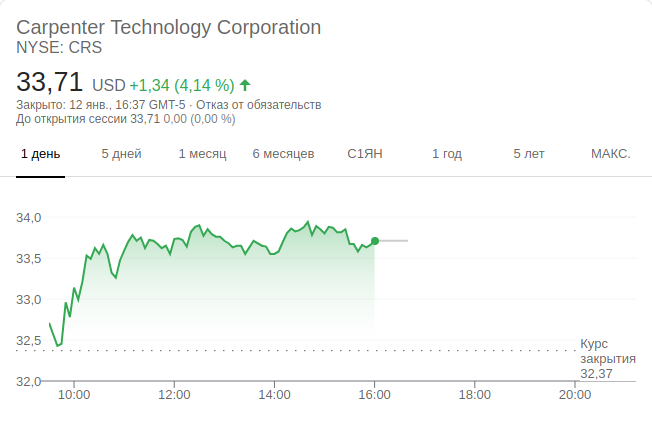 Carpenter Technology Corporation
NYSE: CRS
33,71 USD +1,34 (4,14 %)
Закрыто: 12 янв., 16:37 GMT-5 · Отказ от обязательств
До открытия сессии 33,71 0,00 (0,00 %)
1 день 5 дней 1 месяц 6 месяцев С1ЯН 1 год 5 лет МАКС.
34,0
33,5
33,0
32,5
32,0
Курс
закрытия
32,37
10:00 12:00 14:00 16:00 18:00 20:00